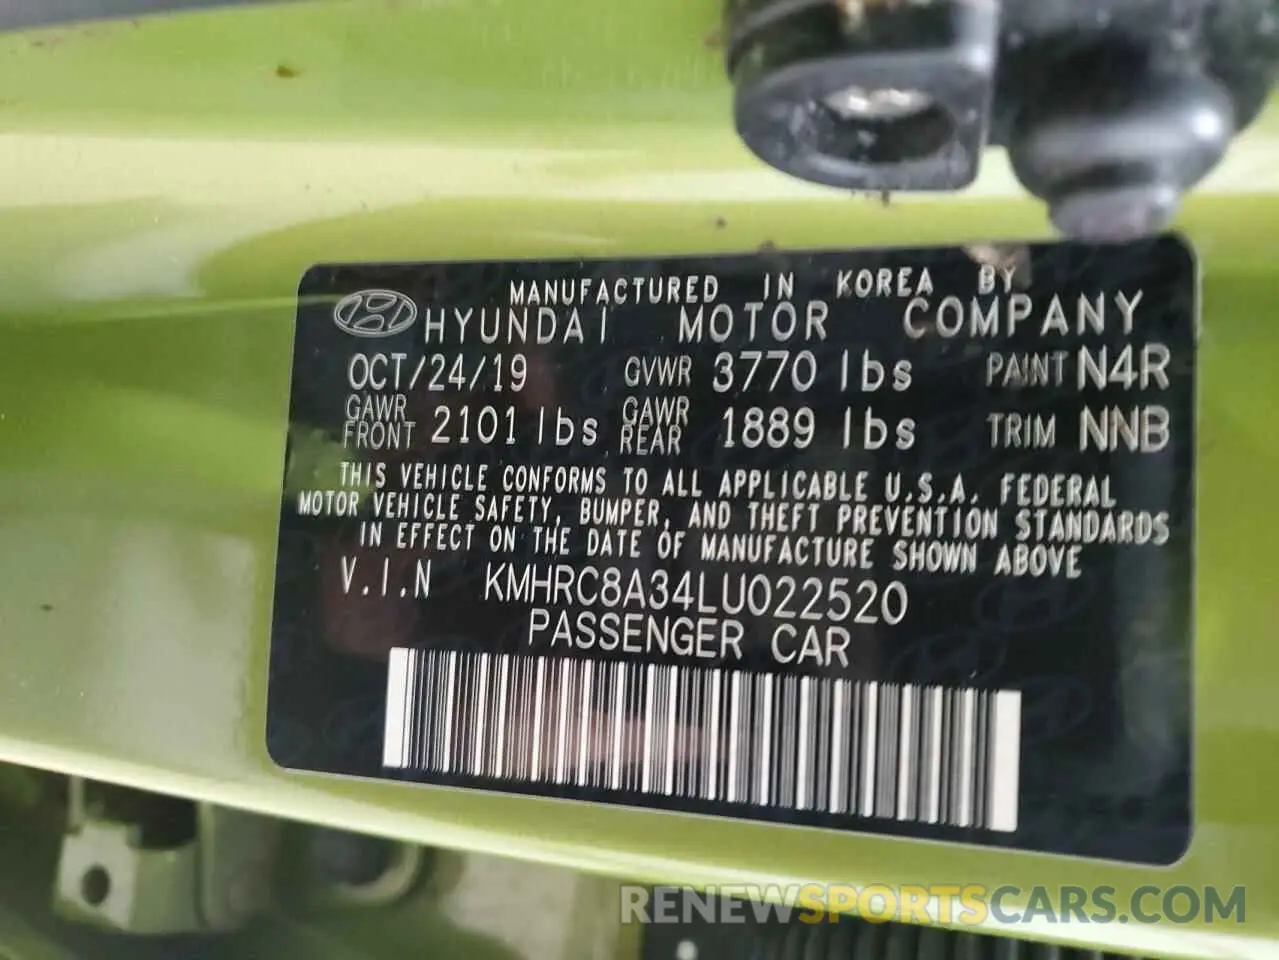 MANUFACTURED IN KOREA BY
HYUNDAI MOTOR COMPANY
OCT/24/19 GVWR 3770 lbs PAINT N4R
GAWR FRONT 2101 lbs GAWR REAR 1889 lbs TRIM NNB
THIS VEHICLE CONFORMS TO ALL APPLICABLE U.S.A. FEDERAL
MOTOR VEHICLE SAFETY, BUMPER, AND THEFT PREVENTION STANDARDS
IN EFFECT ON THE DATE OF MANUFACTURE SHOWN ABOVE
V.I.N KMHRC8A34LU022520
PASSENGER CAR
RENEWSPORTSCARS.COM